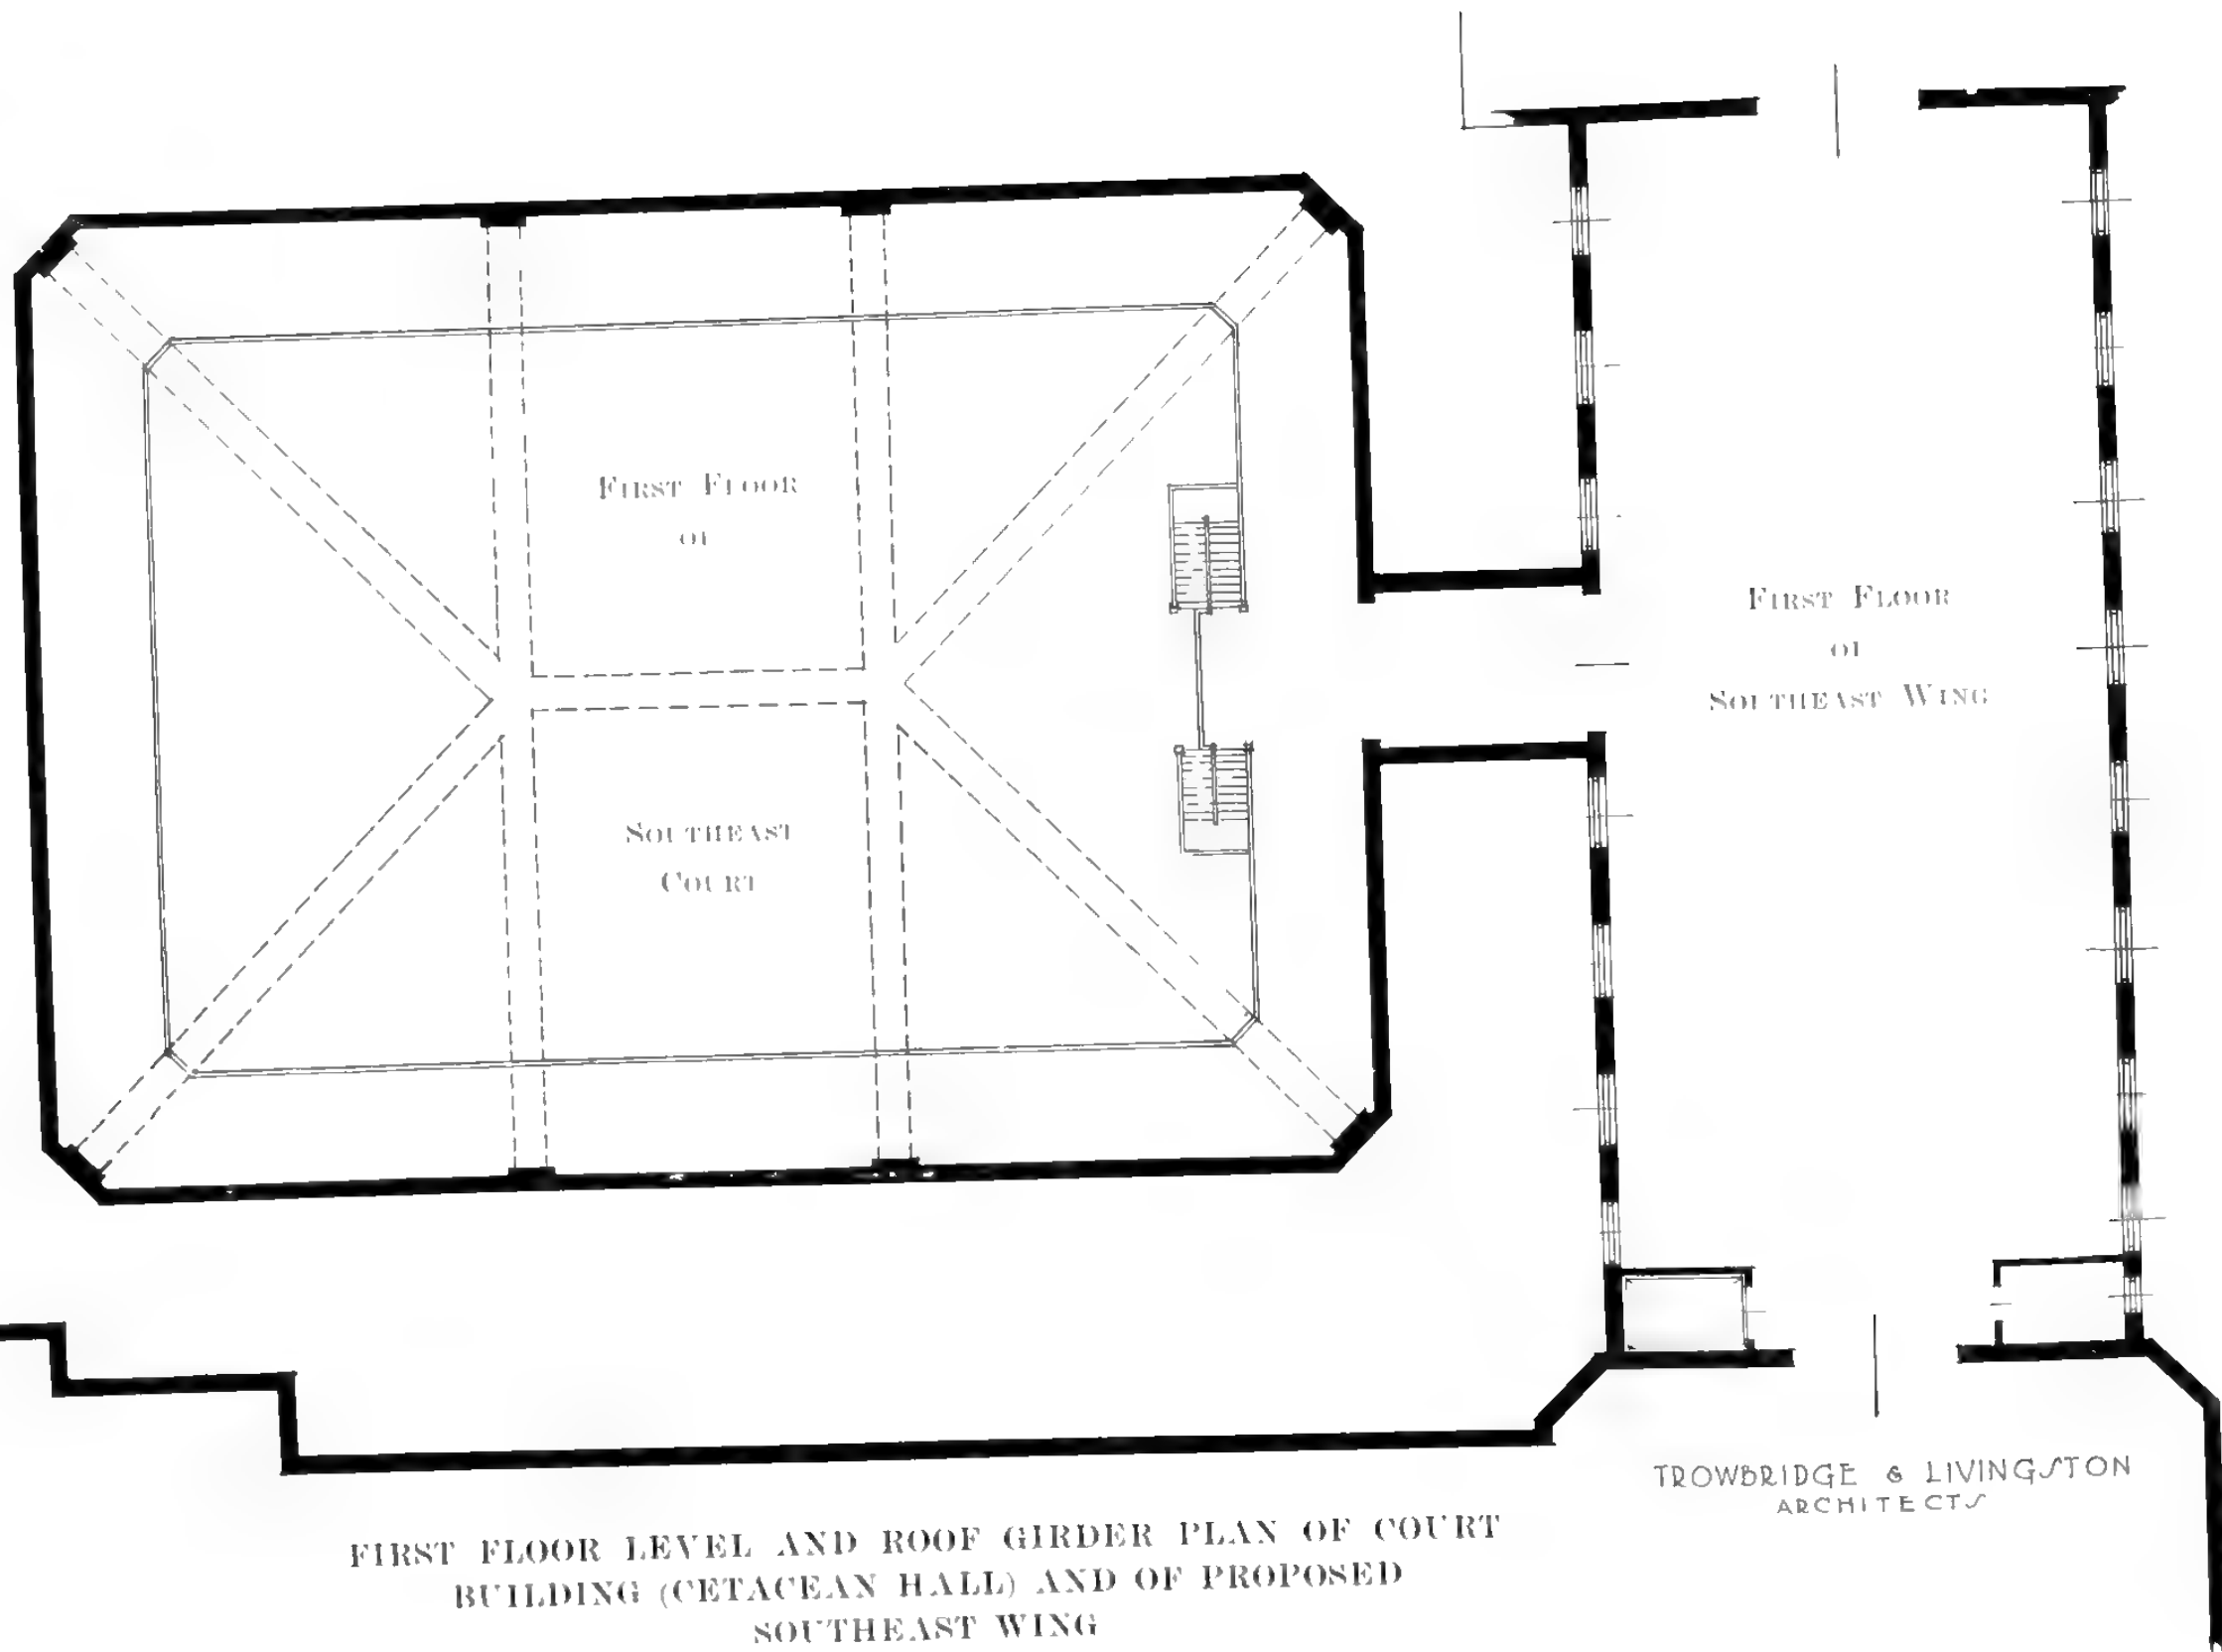 FIRST FLOOR
OF
SOUTHEAST
COURT
FIRST FLOOR
OF
SOUTHEAST WING
TROWBRIDGE & LIVINGSTON
ARCHITECTS
FIRST FLOOR LEVEL AND ROOF GIRDER PLAN OF COURT
BUILDING (CETACEAN HALL) AND OF PROPOSED
SOUTHEAST WING